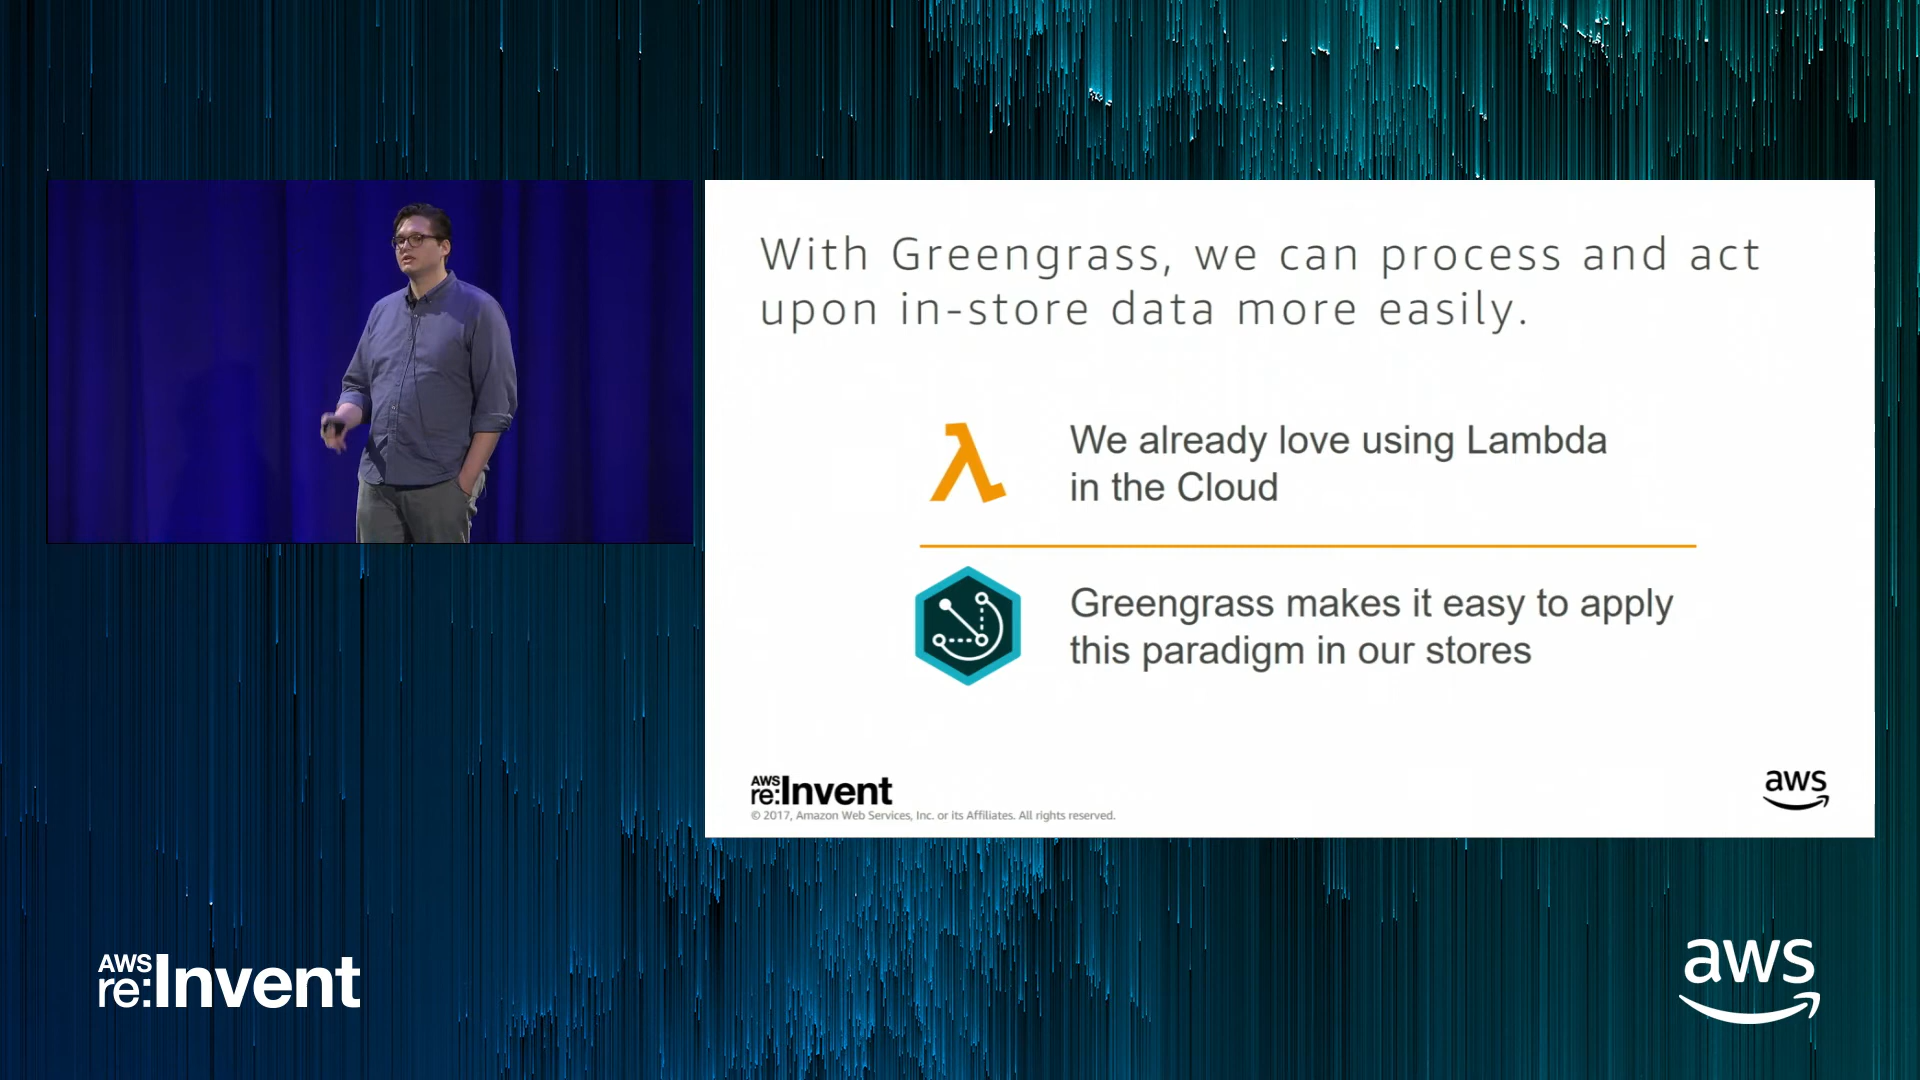 With Greengrass, we can process and act
upon in-store data more easily.
We already love using Lambda
in the Cloud
Greengrass makes it easy to apply
this paradigm in our stores
AWS
re:Invent
© 2017, Amazon Web Services, Inc. or its Affiliates. All rights reserved.
aws
AWS
re:Invent
aws